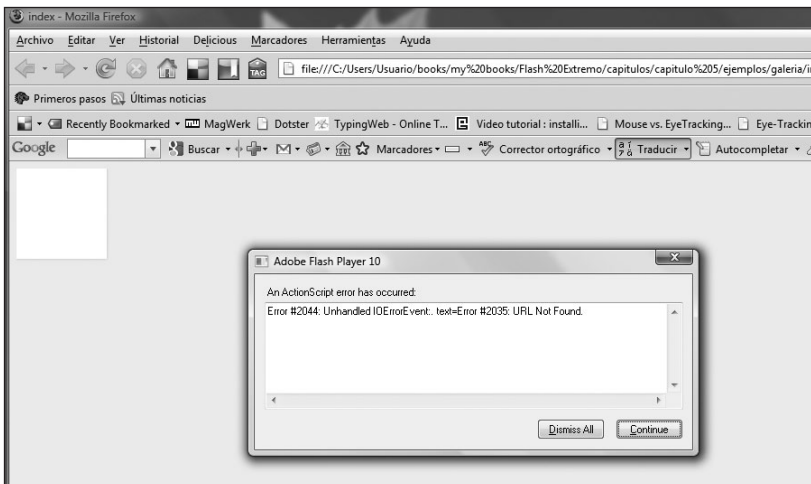 index - Mozilla Firefox
Archivo Editar Ver Historial Delicious Marcadores Herramientas Ayuda
TAG file:///C:/Users/Usuario/books/my%20books/Flash%20Extremo/capitulos/capitulo%205/ejemplos/galeria/i
Primeros pasos Últimas noticias
Recently Bookmarked MagWerk Dotster TypingWeb - Online T... Video tutorial : installi... Mouse vs. EyeTracking... Eye-Trackin
Google Buscar Marcadores ABC Corrector ortográfico Traducir Autocompletar
Adobe Flash Player 10
An ActionScript error has occurred:
Error #2044: Unhandled IOErrorEvent:. text=Error #2035: URL Not Found.
Dismiss All Continue